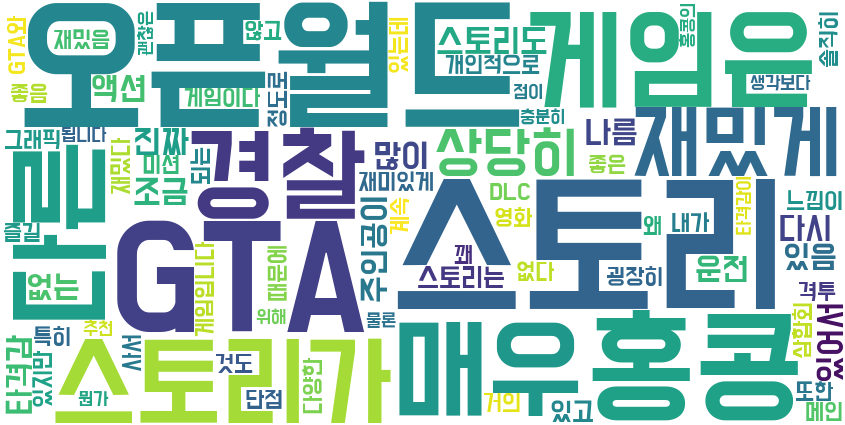 오픈월드
게임은
재밌음
괜찮은
않고
있는데
스토리도
개인적으로
홍콩의
솔직히
GTA와
좋음
액션
게임이다
정도로
점이
생각보다
충분히
그래픽
됩니다
진짜
미션
조금
재밌다
되는
경찰
많이
상당히
나름
좋은
재밌게
다른
즐길
없는
GTA
주인공이
재미있게
계속
DLC
영화
스토리
왜
내가
타격감이
느낌이
다시
있음
꽤
스토리는
없다
굉장히
운전
격투
때문에
게임입니다
위해
물론
매우
홍콩
삼합회
있어서
타격감
있지만
특히
추천
뭔가
스토리가
사서
것도
단점
다양한
거의
있고
또한
메인